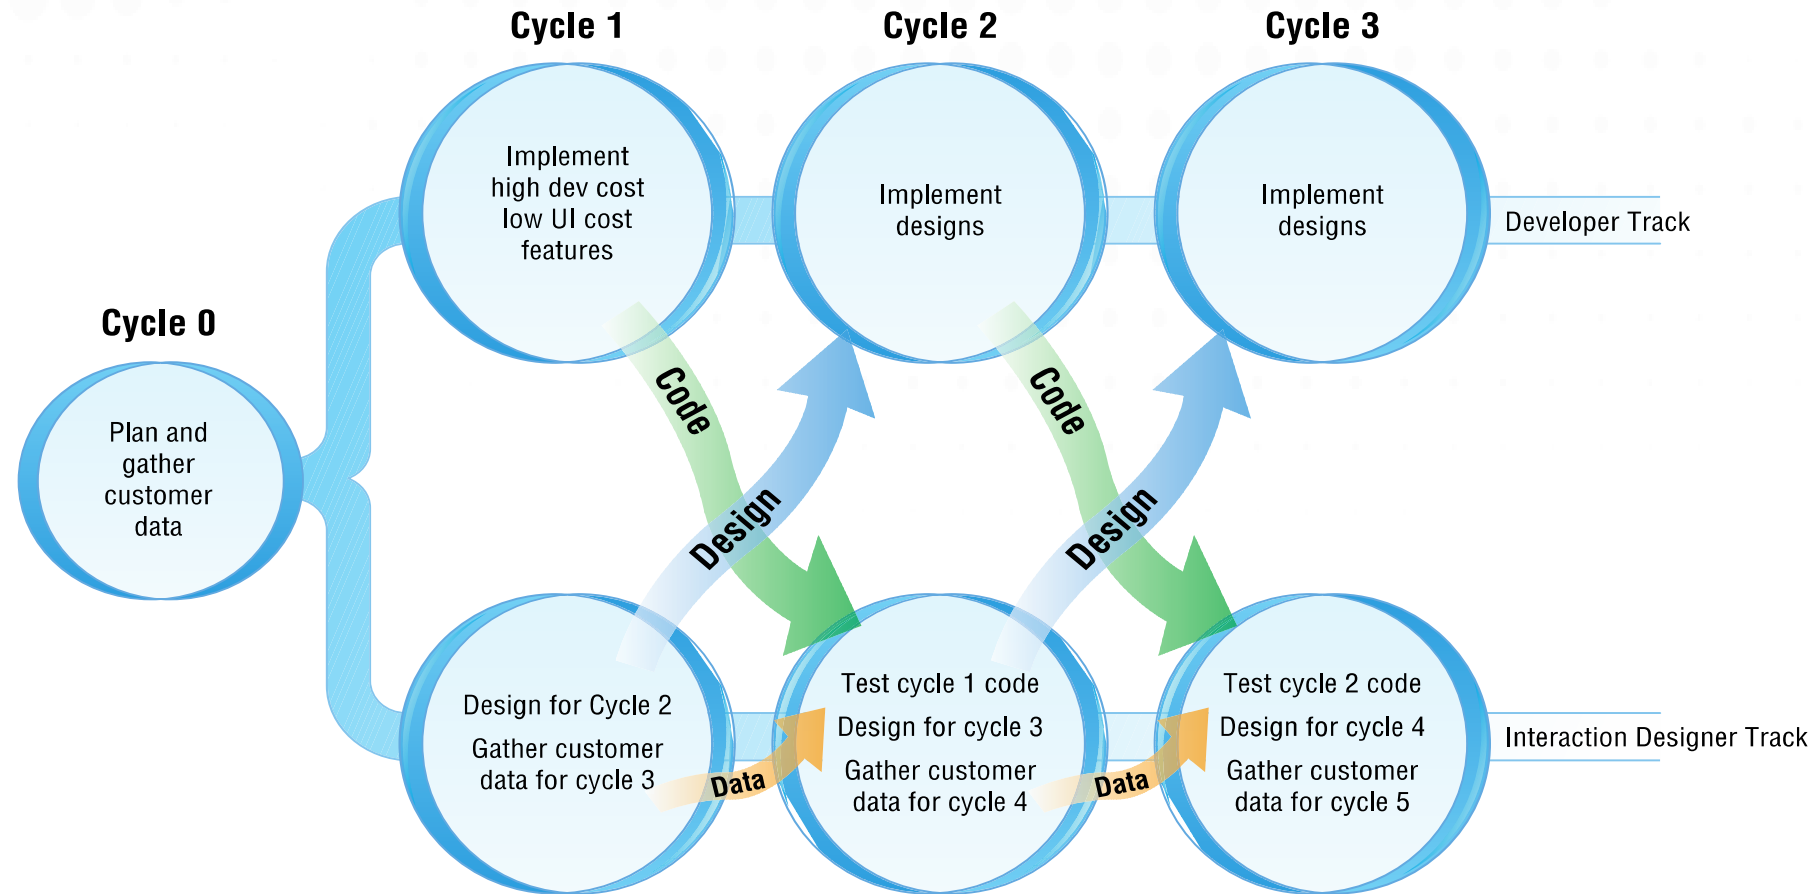 Cycle 1
Cycle 2
Cycle 3
Implement
high dev cost
low UI cost
features
Implement
designs
Implement
designs
Developer Track
Cycle 0
Plan and
gather
customer
data
Code
Design
Code
Design
Design for Cycle 2
Gather customer
data for cycle 3
Data
Test cycle 1 code
Design for cycle 3
Gather customer
data for cycle 4
Data
Test cycle 2 code
Design for cycle 4
Gather customer
data for cycle 5
Interaction Designer Track